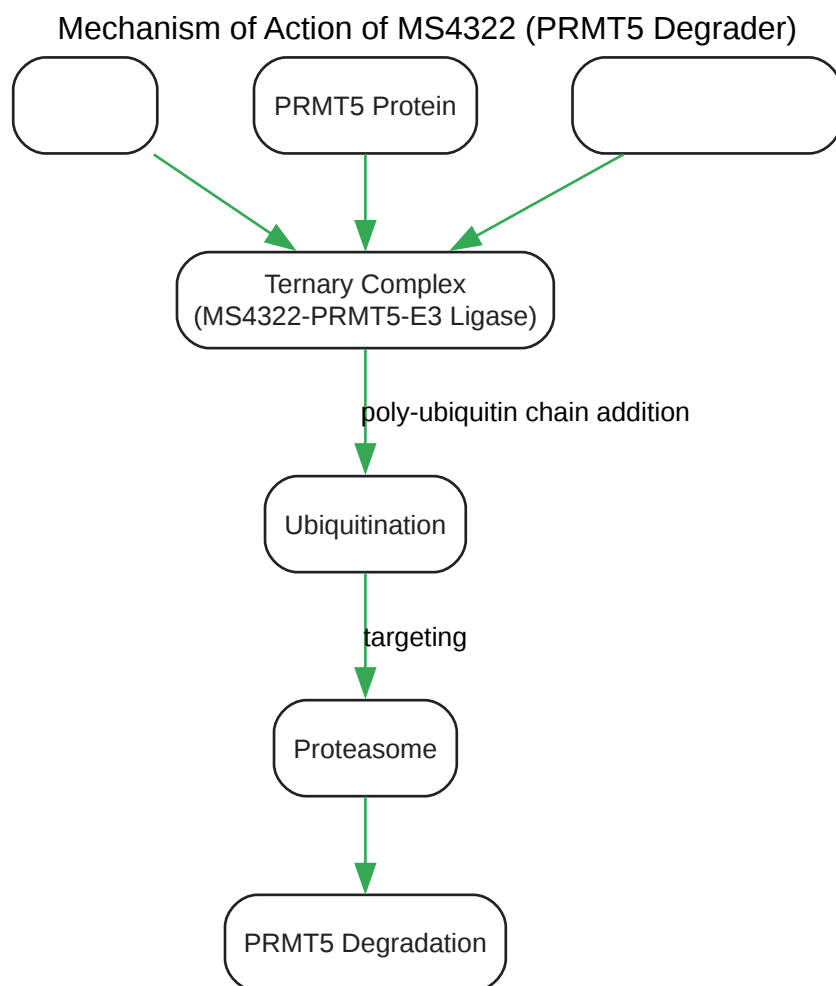 Mechanism of Action of MS4322 (PRMT5 Degrader)
PRMT5 Protein
Ternary Complex
(MS4322-PRMT5-E3 Ligase)
poly-ubiquitin chain addition
Ubiquitination
targeting
Proteasome
PRMT5 Degradation